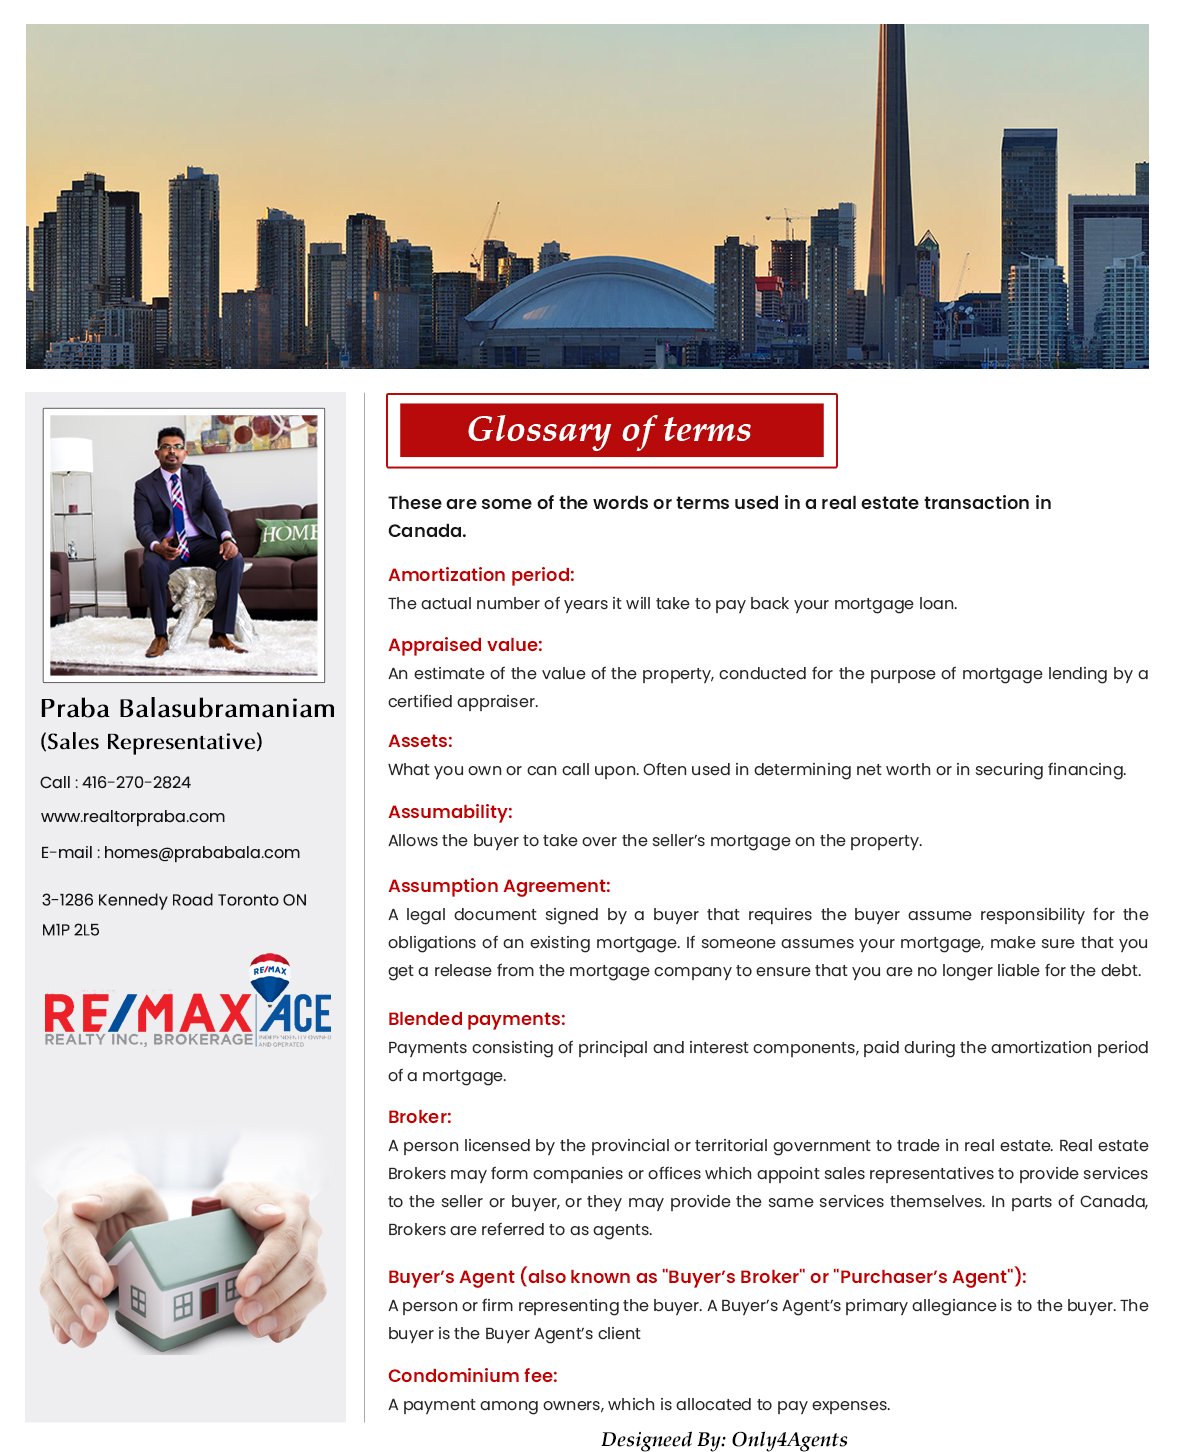 HOME
Praba Balasubramaniam
(Sales Representative)
Call : 416-270-2824
www.realtorpraba.com
E-mail : homes@prababala.com
3-1286 Kennedy Road Toronto ON
M1P 2L5
RE/MAX
RE/MAX ACE
REALTY INC., BROKERAGE
INDEPENDENTLY OWNED
AND OPERATED
Glossary of terms
These are some of the words or terms used in a real estate transaction in
Canada.
Amortization period:
The actual number of years it will take to pay back your mortgage loan.
Appraised value:
An estimate of the value of the property, conducted for the purpose of mortgage lending by a
certified appraiser.
Assets:
What you own or can call upon. Often used in determining net worth or in securing financing.
Assumability:
Allows the buyer to take over the seller’s mortgage on the property.
Assumption Agreement:
A legal document signed by a buyer that requires the buyer assume responsibility for the
obligations of an existing mortgage. If someone assumes your mortgage, make sure that you
get a release from the mortgage company to ensure that you are no longer liable for the debt.
Blended payments:
Payments consisting of principal and interest components, paid during the amortization period
of a mortgage.
Broker:
A person licensed by the provincial or territorial government to trade in real estate. Real estate
Brokers may form companies or offices which appoint sales representatives to provide services
to the seller or buyer, or they may provide the same services themselves. In parts of Canada,
Brokers are referred to as agents.
Buyer’s Agent (also known as "Buyer’s Broker" or "Purchaser’s Agent"):
A person or firm representing the buyer. A Buyer’s Agent’s primary allegiance is to the buyer. The
buyer is the Buyer Agent’s client
Condominium fee:
A payment among owners, which is allocated to pay expenses.
Designeed By: Only4Agents